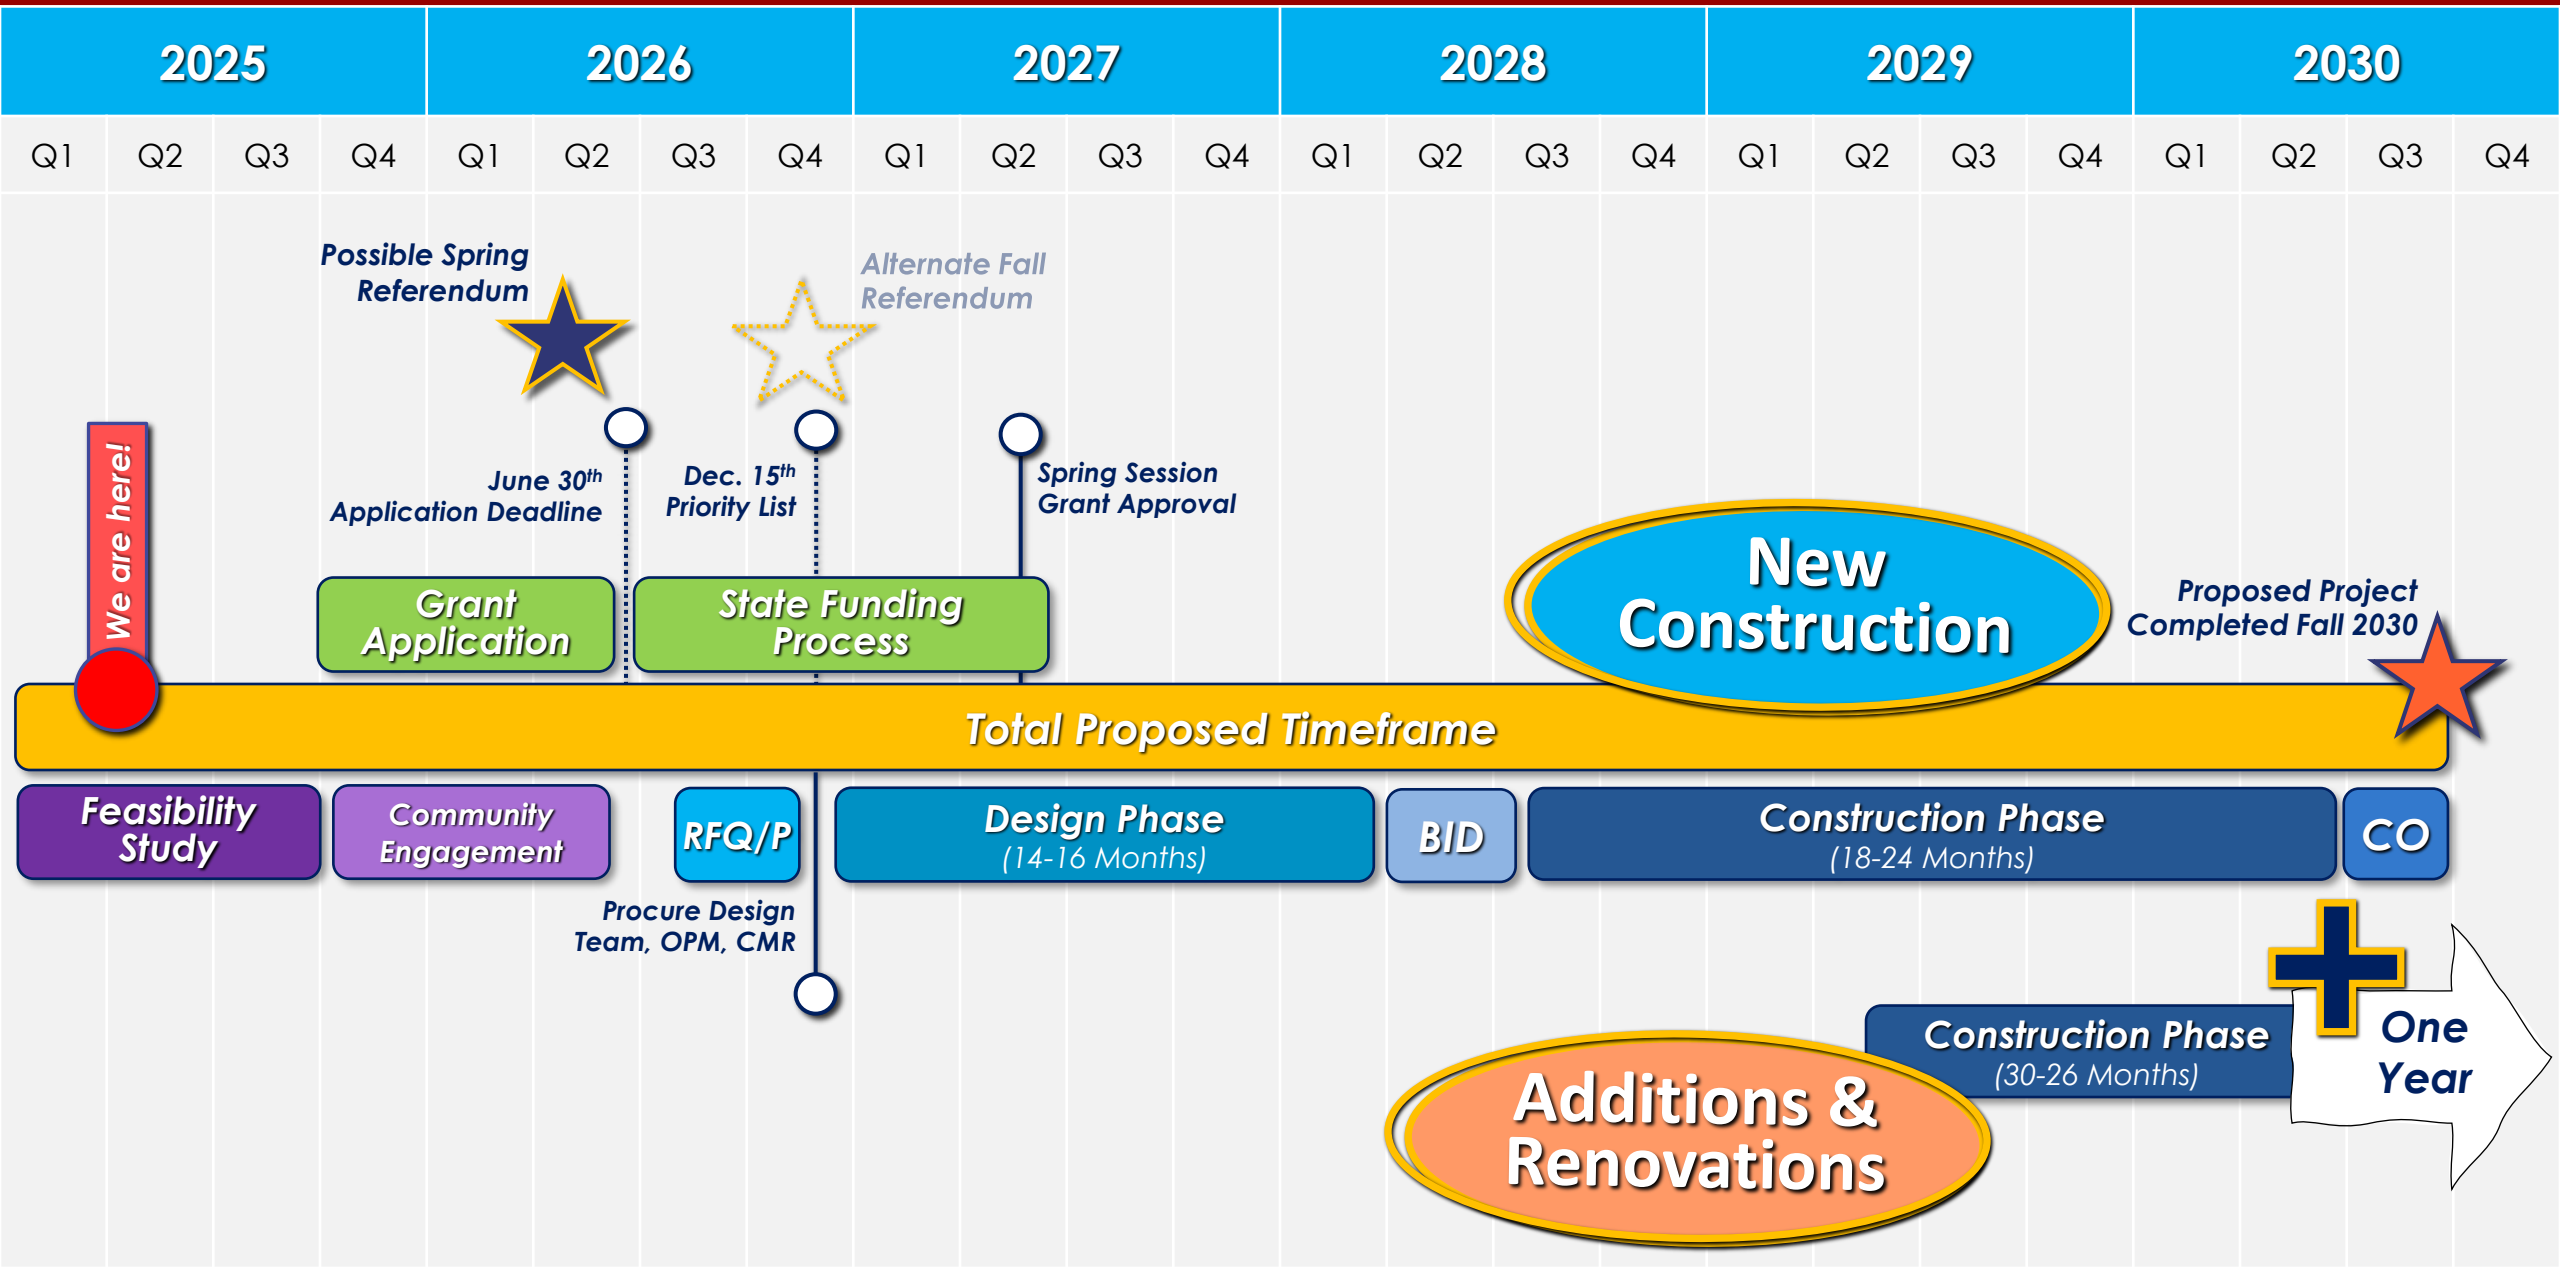 2025 2026 2027 2028 2029 2030
Q1 Q2 Q3 Q4 Q1 Q2 Q3 Q4 Q1 Q2 Q3 Q4 Q1 Q2 Q3 Q4 Q1 Q2 Q3 Q4 Q1 Q2 Q3 Q4
Possible Spring
Referendum
Alternate Fall
Referendum
We are here!
June 30th
Application Deadline
Dec. 15th
Priority List
Spring Session
Grant Approval
Grant
Application
State Funding
Process
New
Construction
Proposed Project
Completed Fall 2030
Total Proposed Timeframe
Feasibility
Study
Community
Engagement
RFQ/P
Design Phase
(14-16 Months)
BID
Construction Phase
(18-24 Months)
CO
Procure Design
Team, OPM, CMR
Construction Phase
(30-26 Months)
One
Year
Additions &
Renovations